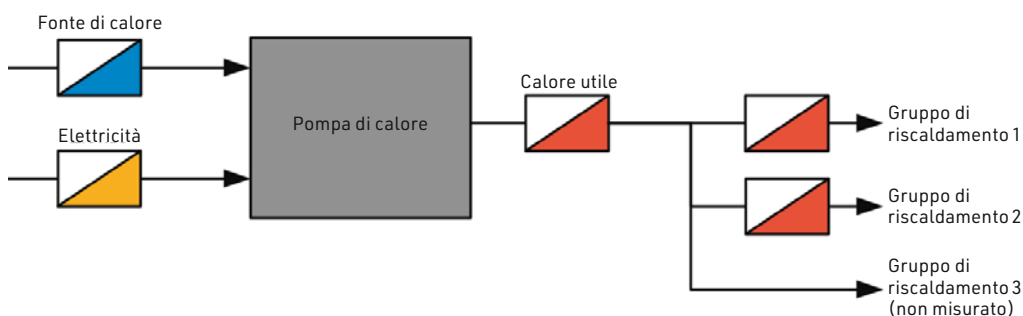 Fonte di calore
Elettricità
Pompa di calore
Calore utile
Gruppo di
riscaldamento 1
Gruppo di
riscaldamento 2
Gruppo di
riscaldamento 3
(non misurato)